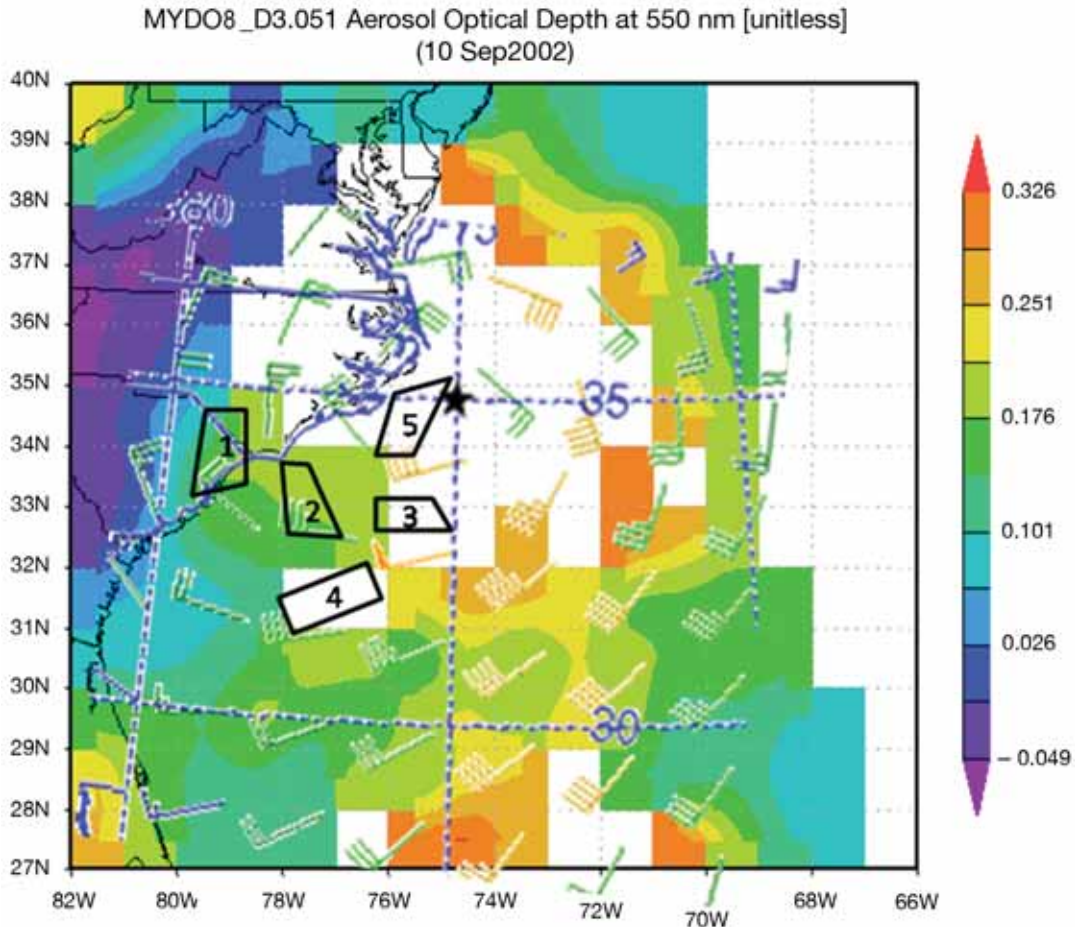 MYDO8_D3.051 Aerosol Optical Depth at 550 nm [unitless]
(10 Sep2002)
40N
39N
38N
37N
36N
35N
34N
33N
32N
31N
30N
29N
28N
27N
82W 80W 78W 76W 74W 72W 70W 68W 66W
35
30
1
2
3
4
5
0.326
0.251
0.176
0.101
0.026
– 0.049